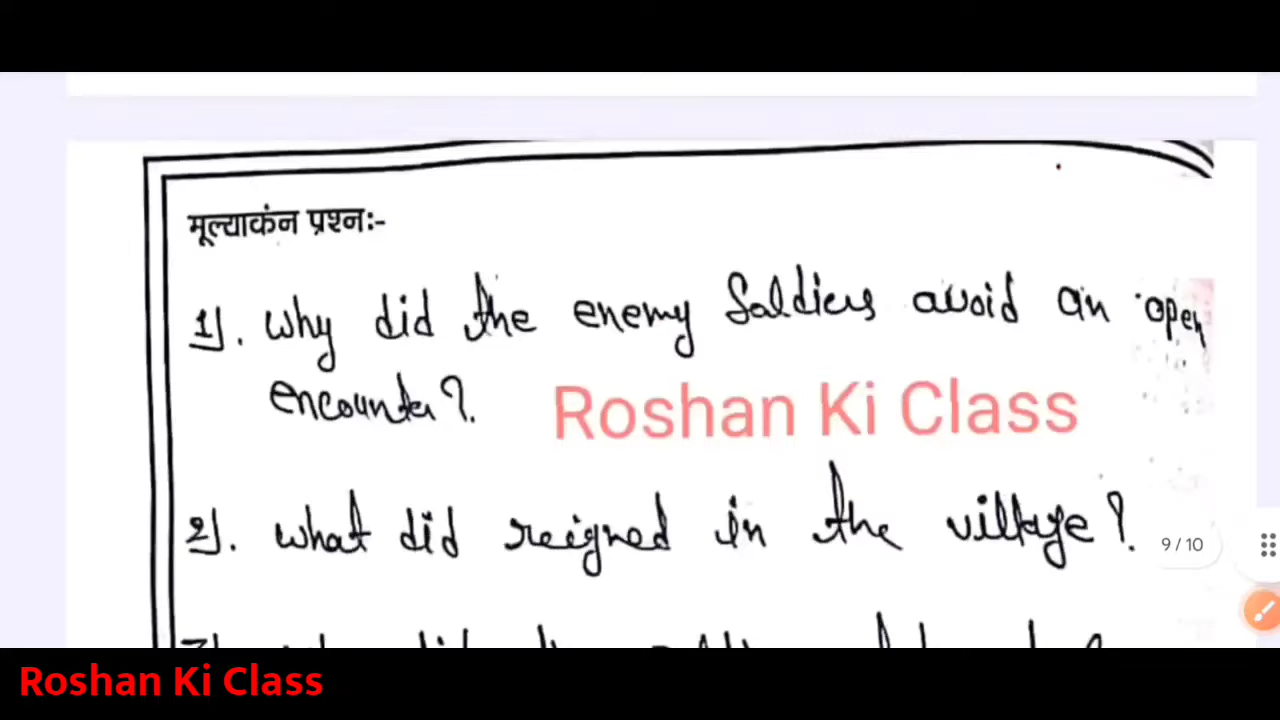 मूल्याकंन प्रश्नः-
1). Why did the enemy Soldiers avoid an open
encounter?
Roshan Ki Class
2). What did reigned in the village?
9 / 10
Roshan Ki Class